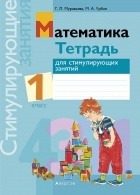 Г. Л. Муравьева, М. А. Урбан
Математика
Тетрадь
для стимулирующих
занятий
1
класс
Стимулирующие
занятия